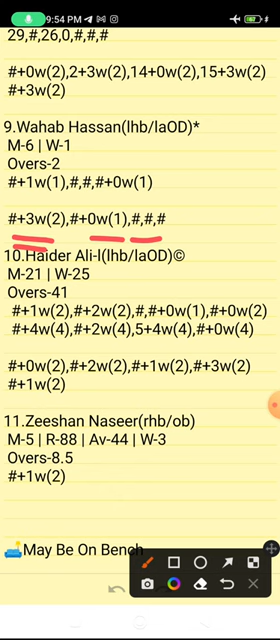 9:54 PM
29,#,26,0,#,#,#
#+0w(2),2+3w(2),14+0w(2),15+3w(2)
#+3w(2)
9.Wahab Hassan(lhb/laOD)*
M-6 | W-1
Overs-2
#+1w(1),#,#,#+0w(1)
#+3w(2),#+0w(1),#,#,#
10.Haider Ali-I(lhb/laOD)©
M-21 | W-25
Overs-41
#+1w(2),#+2w(2),#,#+0w(1),#+0w(2)
#+4w(4),#+2w(4),5+4w(4),#+0w(4)
#+0w(2),#+2w(2),#+1w(2),#+3w(2)
#+1w(2)
11.Zeeshan Naseer(rhb/ob)
M-5 | R-88 | Av-44 | W-3
Overs-8.5
#+1w(2)
🛋️May Be On Bench